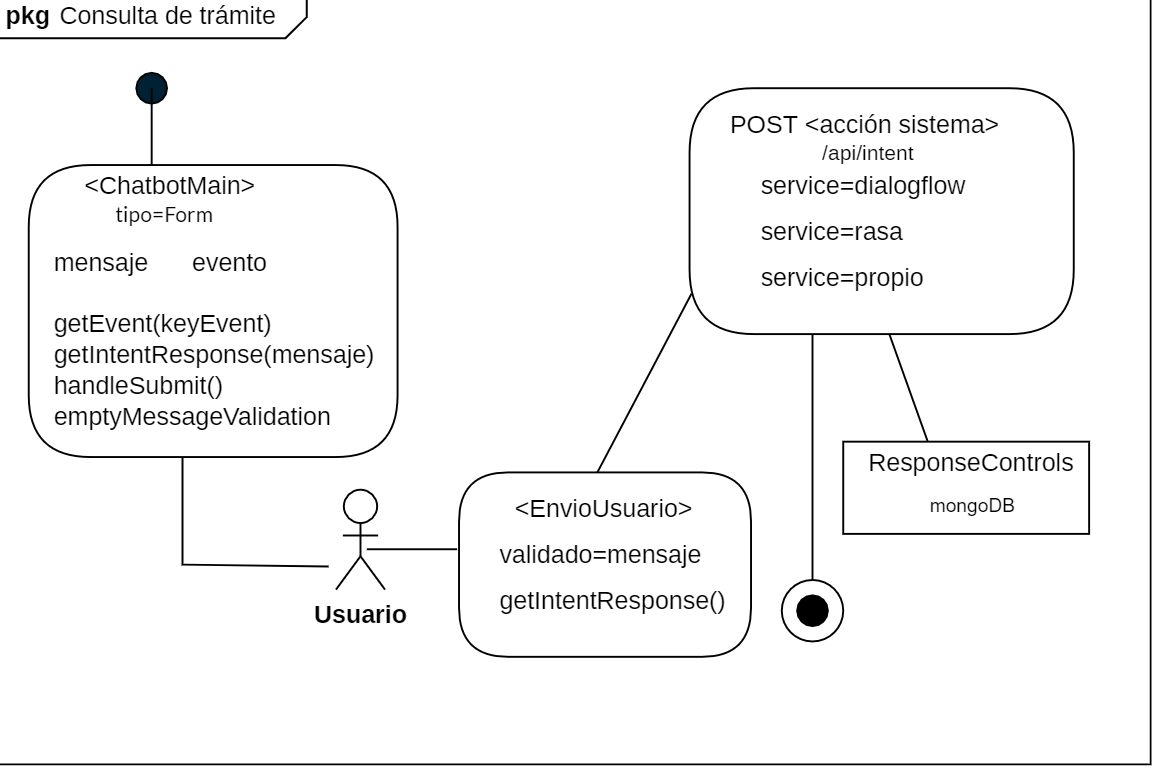 pkg Consulta de trámite
<ChatbotMain>
tipo=Form
mensaje evento
getEvent(keyEvent)
getIntentResponse(mensaje)
handleSubmit()
emptyMessageValidation
Usuario
<EnvioUsuario>
validado=mensaje
getIntentResponse()
POST <acción sistema>
/api/intent
service=dialogflow
service=rasa
service=propio
ResponseControls
mongoDB